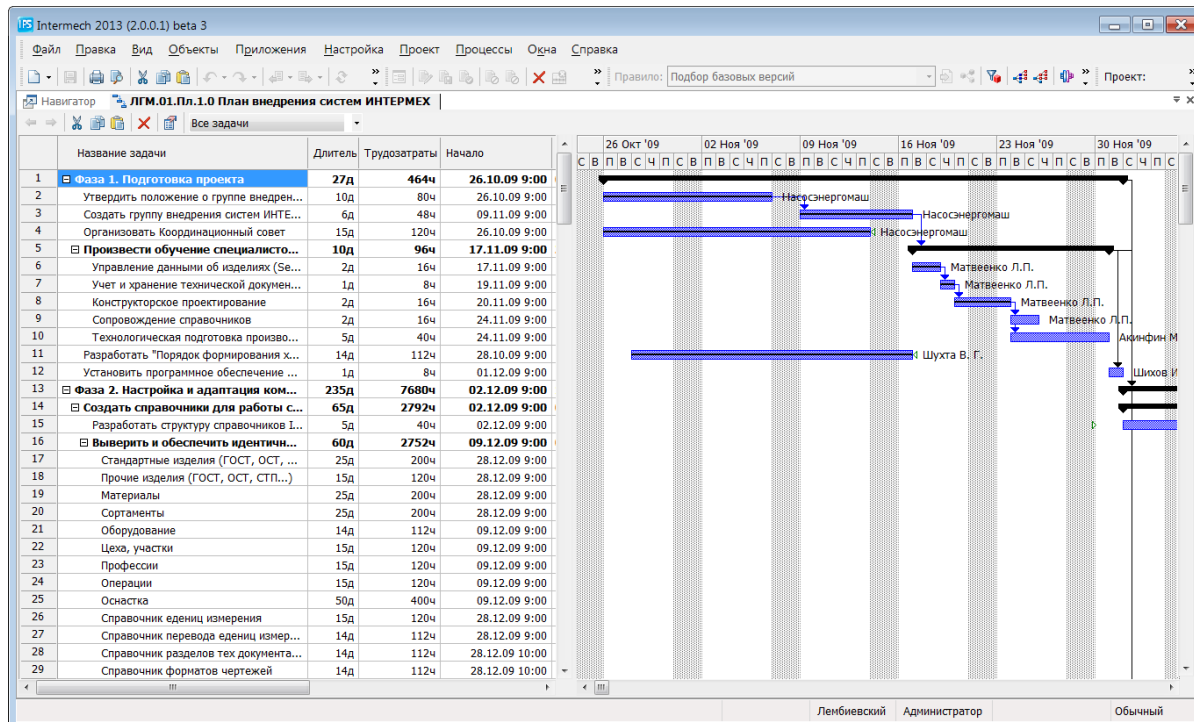 IPS Intermech 2013 (2.0.0.1) beta 3
Файл Правка Вид Объекты Приложения Настройка Проект Процессы Окна Справка
Правило: Подбор базовых версий Проект:
Навигатор ЛГМ.01.Пл.1.0 План внедрения систем ИНТЕРМЕХ
Все задачи
Название задачи Длитель Трудозатраты Начало 26 Окт '09 02 Ноя '09 09 Ноя '09 16 Ноя '09 23 Ноя '09 30 Ноя '09
С В П В С Ч П С В П В С Ч П С В П В С Ч П С В П В С Ч П С В П В С Ч П С В П В С Ч П С
1 Фаза 1. Подготовка проекта 27д 464ч 26.10.09 9:00
2 Утвердить положение о группе внедрен... 10д 80ч 26.10.09 9:00 Насосэнергомаш
3 Создать группу внедрения систем ИНТЕ... 6д 48ч 09.11.09 9:00 Насосэнергомаш
4 Организовать Координационный совет 15д 120ч 26.10.09 9:00 Насосэнергомаш
5 Произвести обучение специалисто... 10д 96ч 17.11.09 9:00
6 Управление данными об изделиях (Se... 2д 16ч 17.11.09 9:00 Матвеенко Л.П.
7 Учет и хранение технической докумен... 1д 8ч 19.11.09 9:00 Матвеенко Л.П.
8 Конструкторское проектирование 2д 16ч 20.11.09 9:00 Матвеенко Л.П.
9 Сопровождение справочников 2д 16ч 24.11.09 9:00 Матвеенко Л.П.
10 Технологическая подготовка произво... 5д 40ч 24.11.09 9:00 Акинфин М
11 Разработать "Порядок формирования х... 14д 112ч 28.10.09 9:00 Шухта В. Г.
12 Установить программное обеспечение ... 1д 8ч 01.12.09 9:00 Шихов И
13 Фаза 2. Настройка и адаптация ком... 235д 7680ч 02.12.09 9:00
14 Создать справочники для работы с... 65д 2792ч 02.12.09 9:00
15 Разработать структуру справочников I... 5д 40ч 02.12.09 9:00
16 Выверить и обеспечить идентичн... 60д 2752ч 09.12.09 9:00
17 Стандартные изделия (ГОСТ, ОСТ, ... 25д 200ч 28.12.09 9:00
18 Прочие изделия (ГОСТ, ОСТ, СТП...) 15д 120ч 28.12.09 9:00
19 Материалы 25д 200ч 28.12.09 9:00
20 Сортаменты 25д 200ч 28.12.09 9:00
21 Оборудование 14д 112ч 09.12.09 9:00
22 Цеха, участки 15д 120ч 09.12.09 9:00
23 Профессии 15д 120ч 09.12.09 9:00
24 Операции 15д 120ч 09.12.09 9:00
25 Оснастка 50д 400ч 09.12.09 9:00
26 Справочник едениц измерения 15д 120ч 28.12.09 9:00
27 Справочник перевода едениц измер... 14д 112ч 28.12.09 9:00
28 Справочник разделов тех документа... 14д 112ч 28.12.09 10:00
29 Справочник форматов чертежей 14д 112ч 28.12.09 10:00
Лембиевский Администратор Обычный